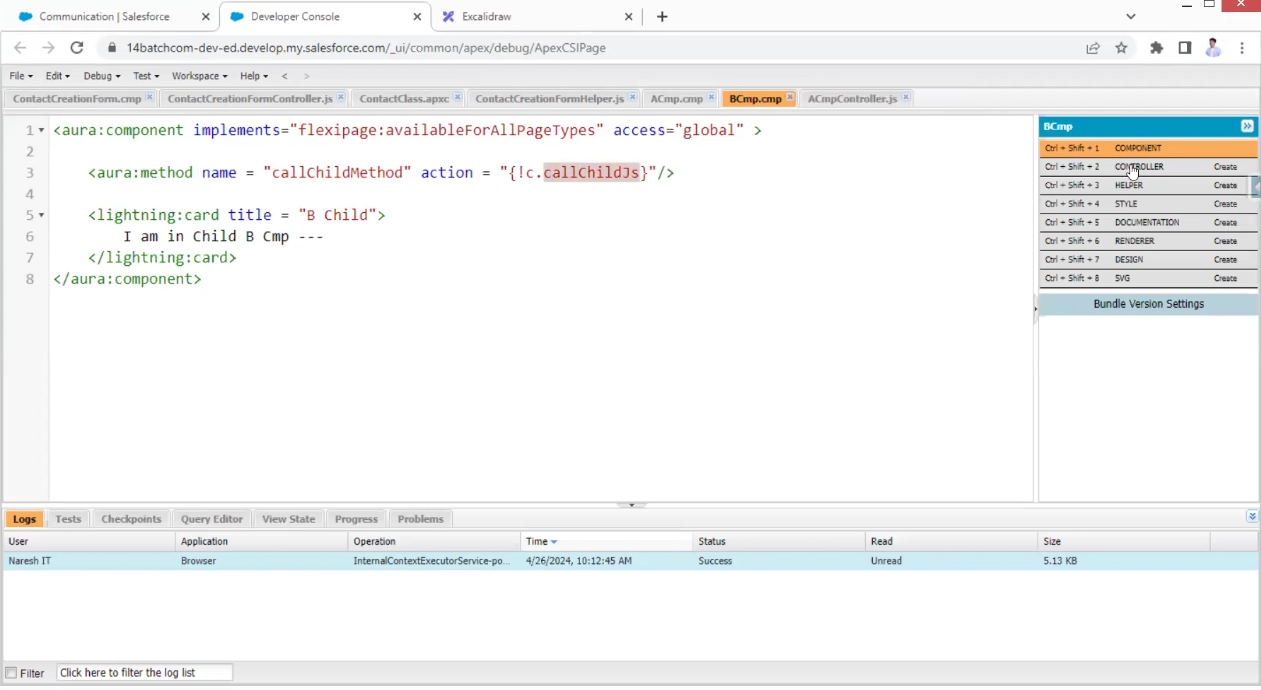 Communication | Salesforce
Developer Console
Excalidraw
14batchcom-dev-ed.develop.my.salesforce.com/_ui/common/apex/debug/ApexCSIPage
File Edit Debug Test Workspace Help < >
ContactCreationForm.cmp ContactCreationFormController.js ContactClass.apxc ContactCreationFormHelper.js ACmp.cmp BCmp.cmp ACmpController.js
1 <aura:component implements="flexipage:availableForAllPageTypes" access="global" >
2
3 <aura:method name = "callChildMethod" action = "{!c.callChildJs}"/>
4
5 <lightning:card title = "B Child">
6 I am in Child B Cmp ---
7 </lightning:card>
8 </aura:component>
BCmp
Ctrl + Shift + 1 COMPONENT
Ctrl + Shift + 2 CONTROLLER Create
Ctrl + Shift + 3 HELPER Create
Ctrl + Shift + 4 STYLE Create
Ctrl + Shift + 5 DOCUMENTATION Create
Ctrl + Shift + 6 RENDERER Create
Ctrl + Shift + 7 DESIGN Create
Ctrl + Shift + 8 SVG Create
Bundle Version Settings
Logs Tests Checkpoints Query Editor View State Progress Problems
User Application Operation Time Status Read Size
Naresh IT Browser InternalContextExecutorService-po... 4/26/2024, 10:12:45 AM Success Unread 5.13 KB
Filter Click here to filter the log list